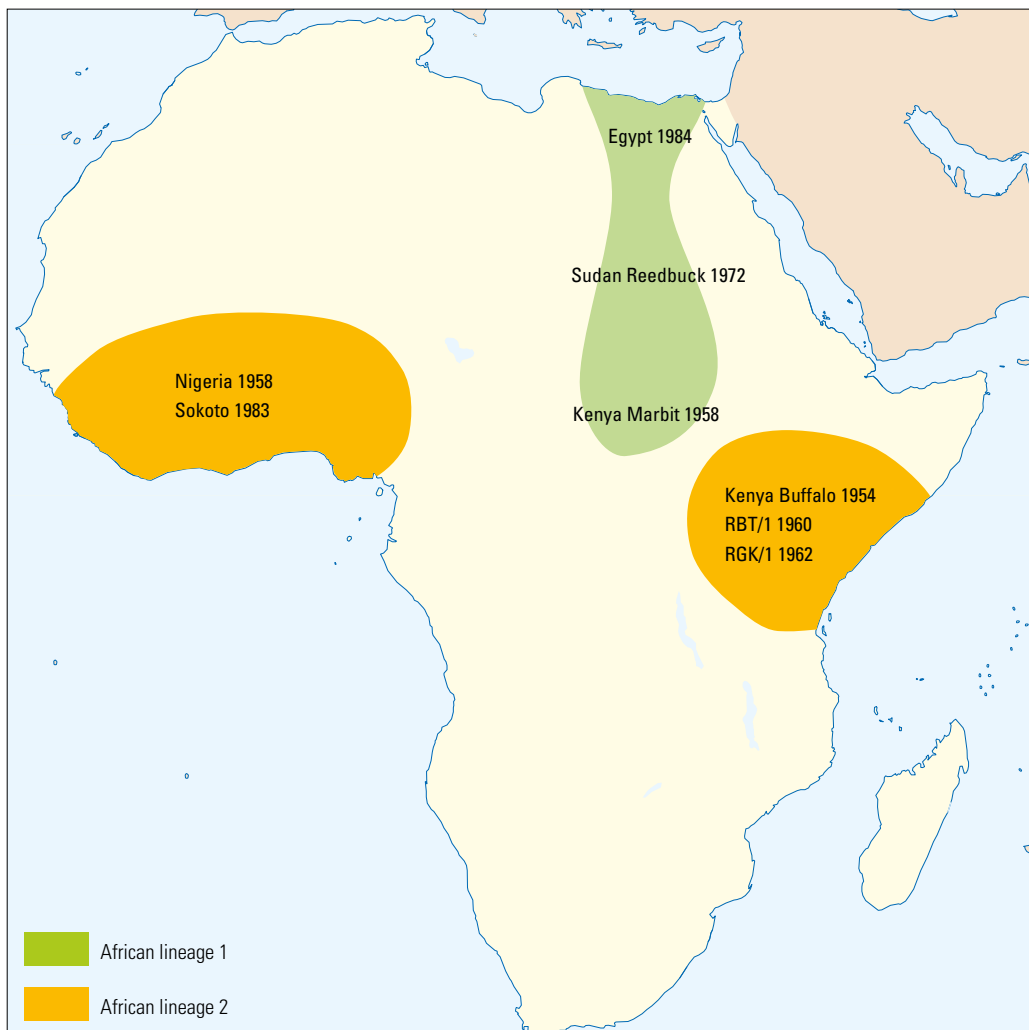 Egypt 1984
Sudan Reedbuck 1972
Nigeria 1958
Sokoto 1983
Kenya Marbit 1958
Kenya Buffalo 1954
RBT/1 1960
RGK/1 1962
African lineage 1
African lineage 2